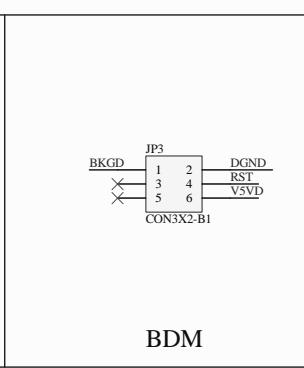 JP3
BKGD 1 2 DGND
3 4 RST
5 6 V5VD
CON3X2-B1
BDM